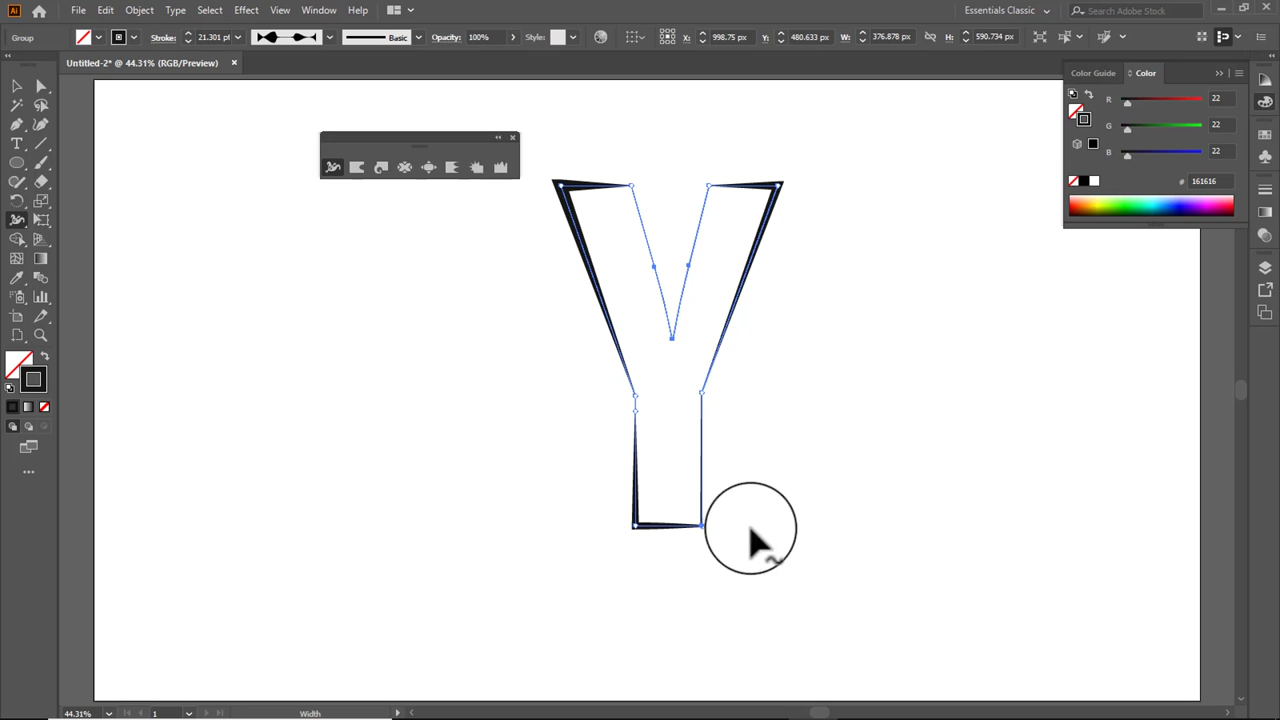 Ai File Edit Object Type Select Effect View Window Help Essentials Classic Search Adobe Stock
Group Stroke: 21.301 pt Basic Opacity: 100% Style: X: 998.75 px Y: 480.633 px W: 376.878 px H: 590.734 px
Untitled-2* @ 44.31% (RGB/Preview)
Color Guide Color
R 22
G 22
B 22
# 161616
Y
44.31% 1 Width